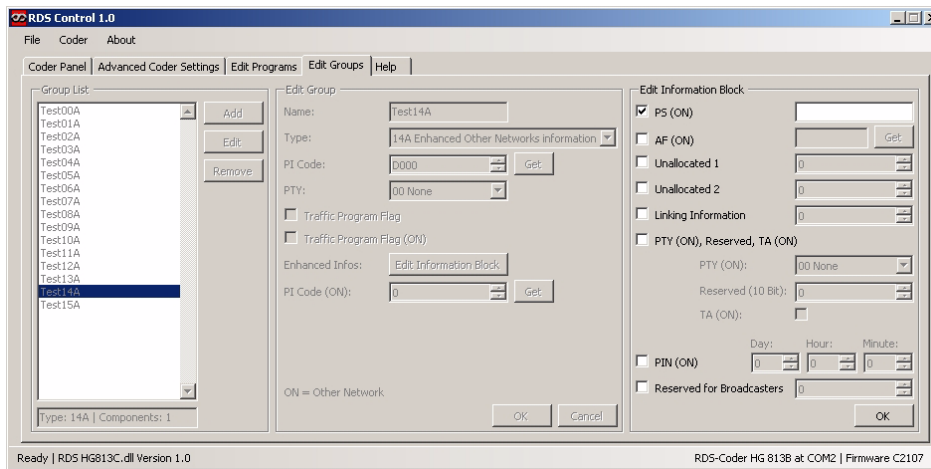 RDS Control 1.0
File Coder About
Coder Panel Advanced Coder Settings Edit Programs Edit Groups Help
Group List
Test00A
Test01A
Test02A
Test03A
Test04A
Test05A
Test06A
Test07A
Test08A
Test09A
Test10A
Test11A
Test12A
Test13A
Test14A
Test15A
Type: 14A | Components: 1
Add
Edit
Remove
Edit Group
Name: Test14A
Type: 14A Enhanced Other Networks information
PI Code: D000 Get
PTY: 00 None
Traffic Program Flag
Traffic Program Flag (ON)
Enhanced Infos: Edit Information Block
PI Code (ON): 0 Get
ON = Other Network
OK Cancel
Edit Information Block
PS (ON)
AF (ON) Get
Unallocated 1 0
Unallocated 2 0
Linking Information 0
PTY (ON), Reserved, TA (ON)
PTY (ON): 00 None
Reserved (10 Bit): 0
TA (ON):
Day: Hour: Minute:
PIN (ON) 0 0 0
Reserved for Broadcasters 0
OK
Ready | RDS HG813C.dll Version 1.0
RDS-Coder HG 813B at COM2 | Firmware C2107